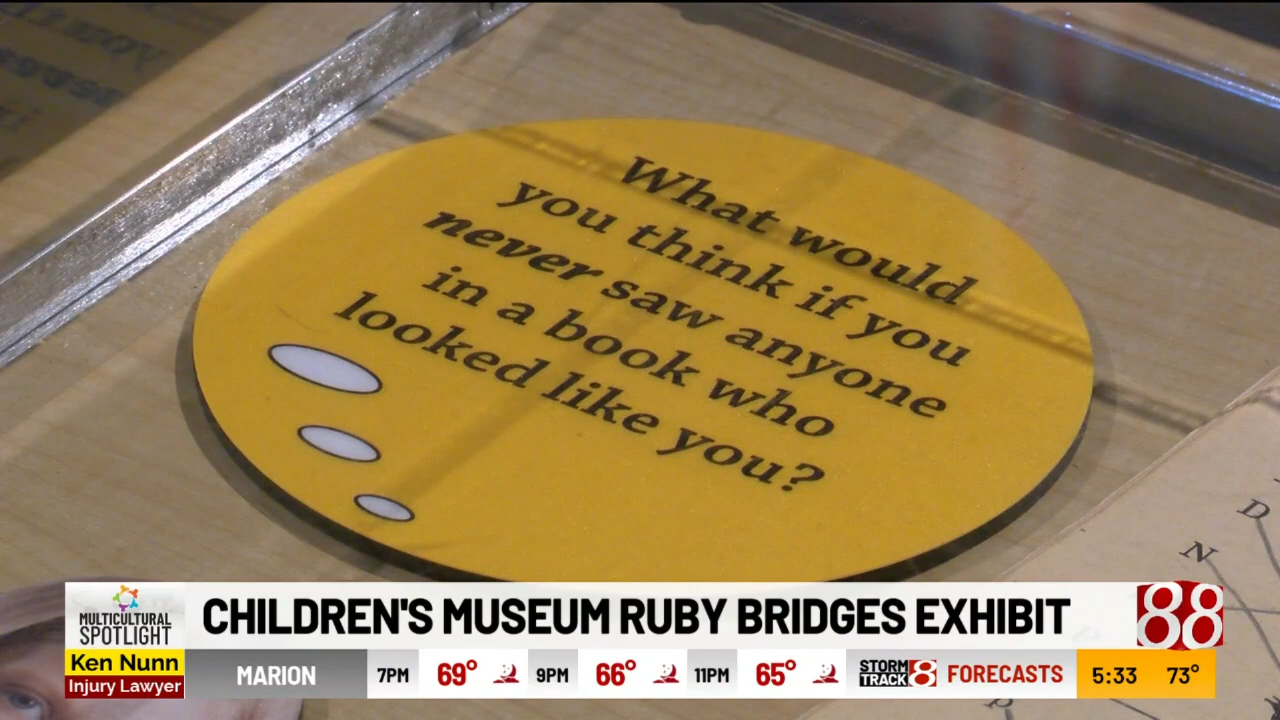 What would
you think if you
never saw anyone
in a book who
looked like you?
D
N
MULTICULTURAL
SPOTLIGHT
CHILDREN'S MUSEUM RUBY BRIDGES EXHIBIT
88
Ken Nunn
Injury Lawyer
MARION
7PM 69° 9PM 66° 11PM 65°
STORM
TRACK 8
FORECASTS
5:33 73°